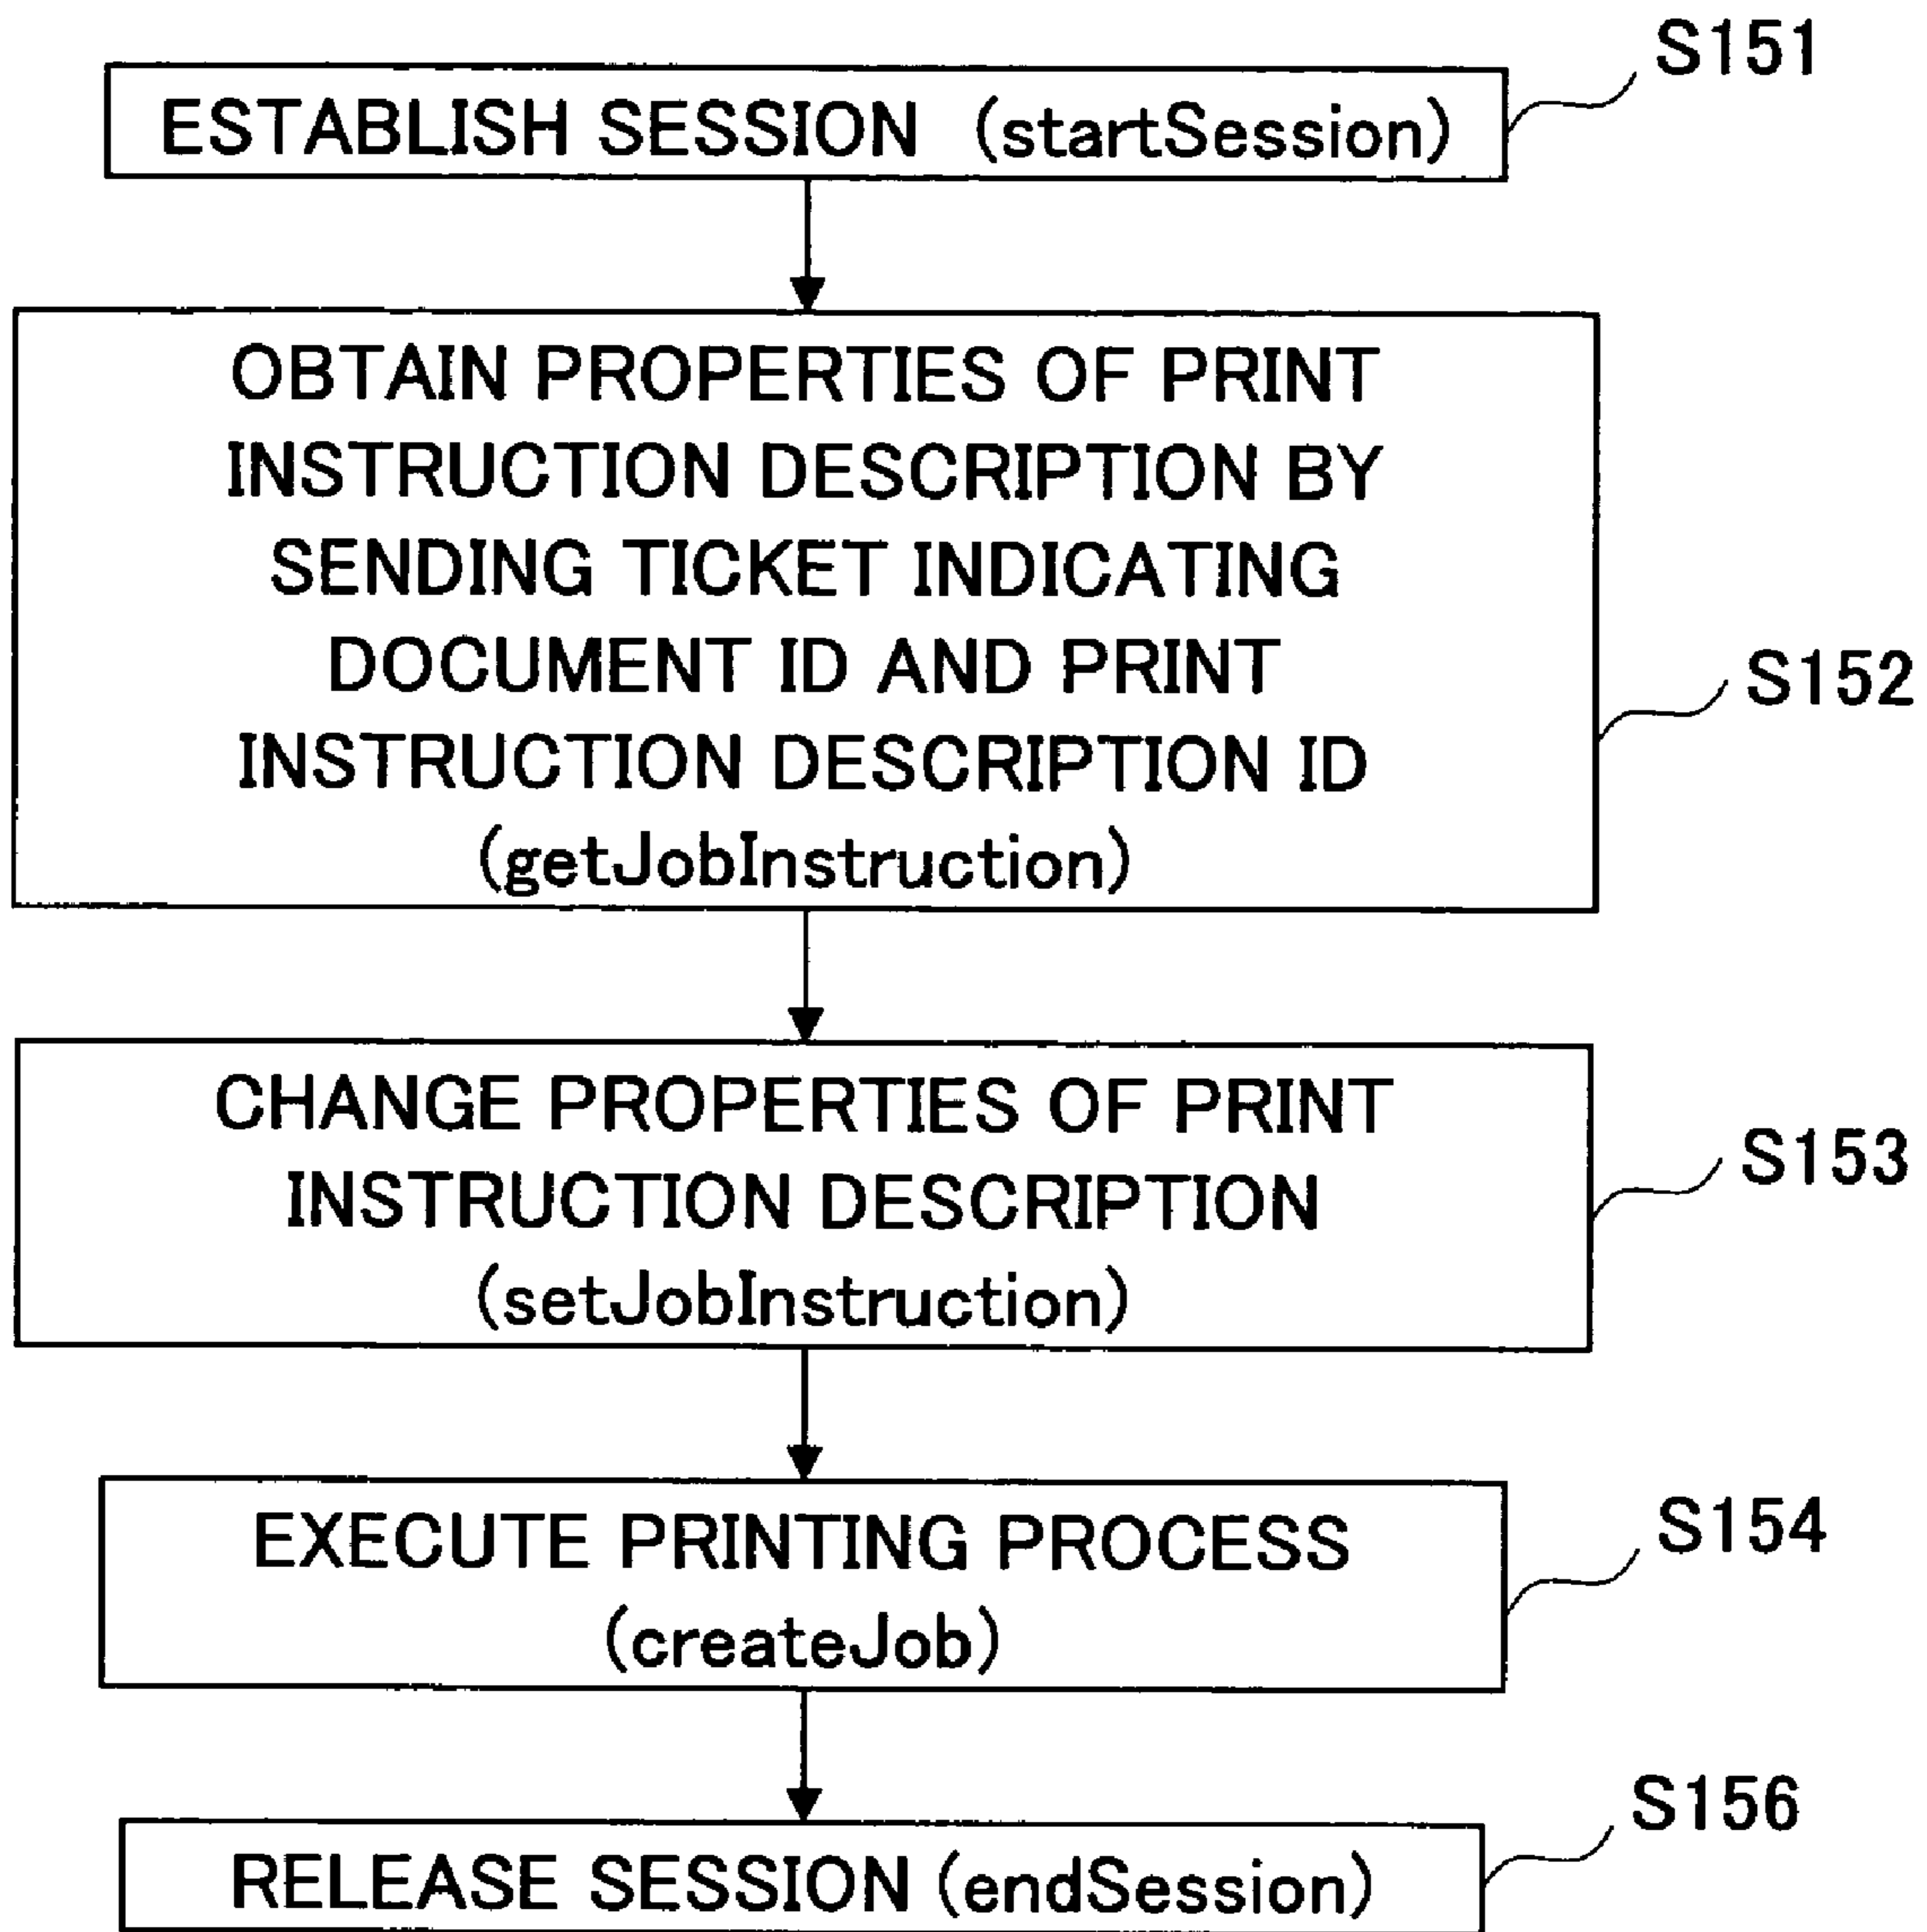 S151
ESTABLISH SESSION (startSession)
OBTAIN PROPERTIES OF PRINT
INSTRUCTION DESCRIPTION BY
SENDING TICKET INDICATING
DOCUMENT ID AND PRINT
INSTRUCTION DESCRIPTION ID
(getJobInstruction)
S152
CHANGE PROPERTIES OF PRINT
INSTRUCTION DESCRIPTION
(setJobInstruction)
S153
EXECUTE PRINTING PROCESS
(createJob)
S154
RELEASE SESSION (endSession)
S156